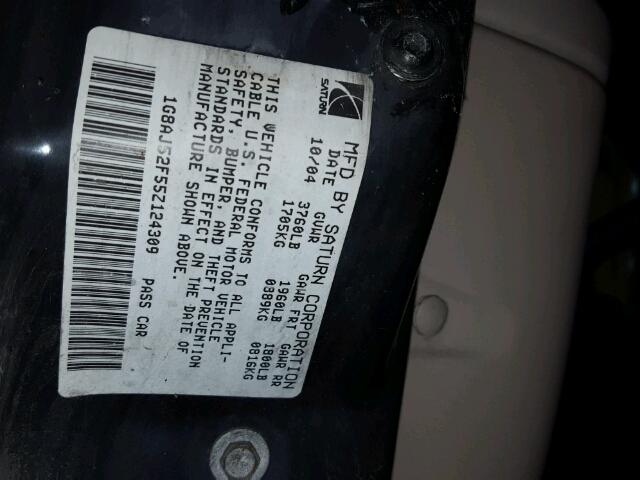 SATURN
MFD BY SATURN CORPORATION
DATE GVWR GAWR FRT GAWR RR
10/04 3760LB 1960LB 1800LB
1705KG 0889KG 0816KG
THIS VEHICLE CONFORMS TO ALL APPLI-
CABLE U.S. FEDERAL MOTOR VEHICLE
SAFETY, BUMPER, AND THEFT PREVENTION
STANDARDS IN EFFECT ON THE DATE OF
MANUFACTURE SHOWN ABOVE.
1G8AJ52F55Z124909 PASS CAR